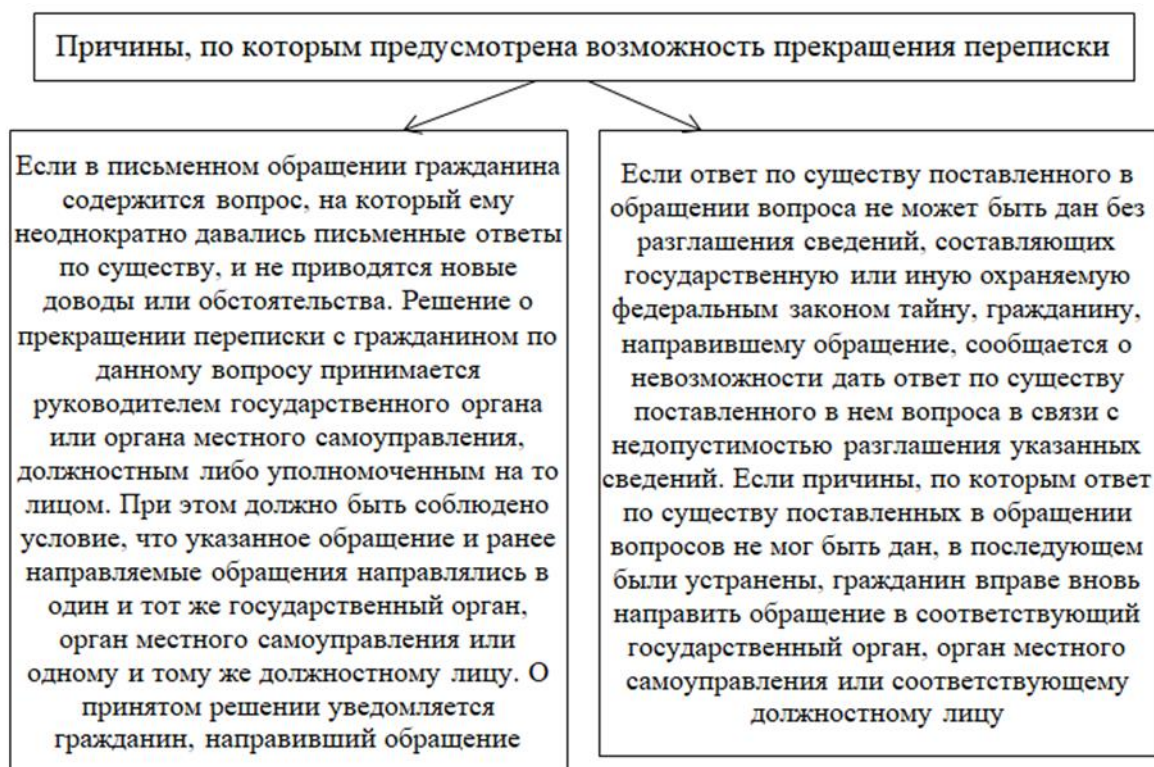 Причины, по которым предусмотрена возможность прекращения переписки
Если в письменном обращении гражданина
содержится вопрос, на который ему
неоднократно давались письменные ответы
по существу, и не приводятся новые
доводы или обстоятельства. Решение о
прекращении переписки с гражданином по
данному вопросу принимается
руководителем государственного органа
или органа местного самоуправления,
должностным либо уполномоченным на то
лицом. При этом должно быть соблюдено
условие, что указанное обращение и ранее
направляемые обращения направлялись в
один и тот же государственный орган,
орган местного самоуправления или
одному и тому же должностному лицу. О
принятом решении уведомляется
гражданин, направивший обращение
Если ответ по существу поставленного в
обращении вопроса не может быть дан без
разглашения сведений, составляющих
государственную или иную охраняемую
федеральным законом тайну, гражданину,
направившему обращение, сообщается о
невозможности дать ответ по существу
поставленного в нем вопроса в связи с
недопустимостью разглашения указанных
сведений. Если причины, по которым ответ
по существу поставленных в обращении
вопросов не мог быть дан, в последующем
были устранены, гражданин вправе вновь
направить обращение в соответствующий
государственный орган, орган местного
самоуправления или соответствующему
должностному лицу